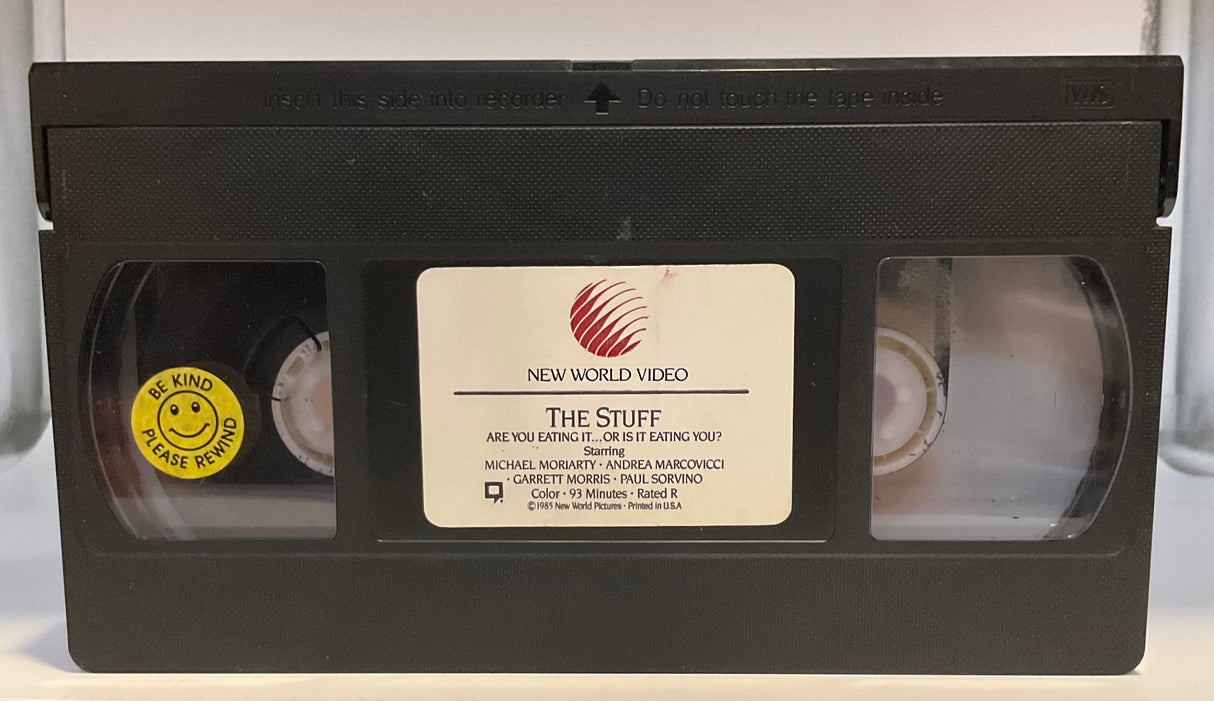 Insert this side into recorder Do not touch the tape inside VHS
BE KIND
PLEASE REWIND
NEW WORLD VIDEO
THE STUFF
ARE YOU EATING IT...OR IS IT EATING YOU?
Starring
MICHAEL MORIARTY • ANDREA MARCOVICCI
• GARRETT MORRIS • PAUL SORVINO
Color • 93 Minutes • Rated R
©1985 New World Pictures • Printed in U.S.A